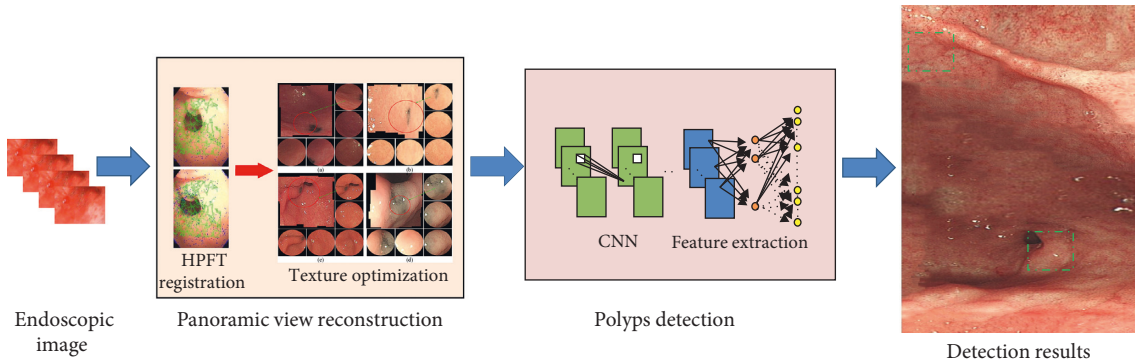 HPFT
registration
(a)
(b)
(c)
(d)
Texture optimization
CNN
Feature extraction
Endoscopic
image
Panoramic view reconstruction
Polyps detection
Detection results